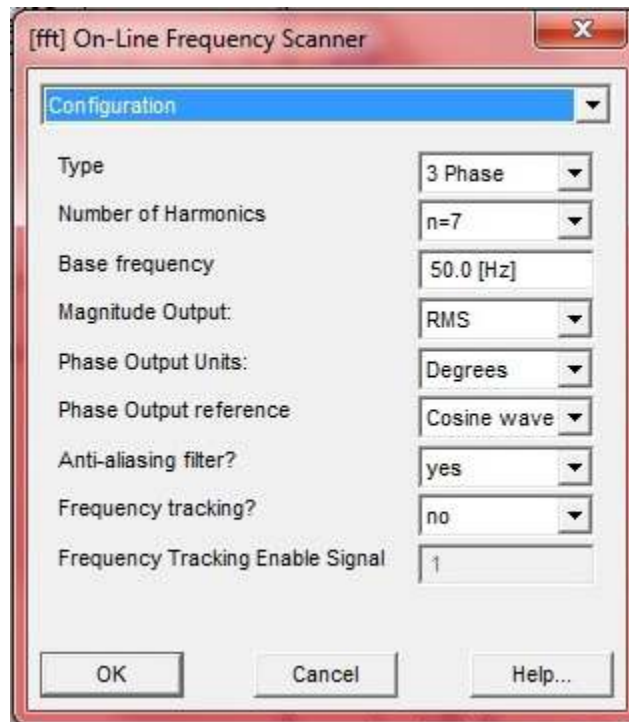 [fft] On-Line Frequency Scanner
Configuration
Type 3 Phase
Number of Harmonics n=7
Base frequency 50.0 [Hz]
Magnitude Output: RMS
Phase Output Units: Degrees
Phase Output reference Cosine wave
Anti-aliasing filter? yes
Frequency tracking? no
Frequency Tracking Enable Signal 1
OK Cancel Help...